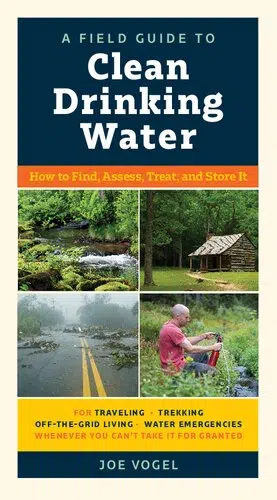 A FIELD GUIDE TO
Clean
Drinking
Water
How to Find, Assess, Treat, and Store It
FOR TRAVELING • TREKKING
OFF-THE-GRID LIVING • WATER EMERGENCIES
WHENEVER YOU CAN'T TAKE IT FOR GRANTED
JOE VOGEL